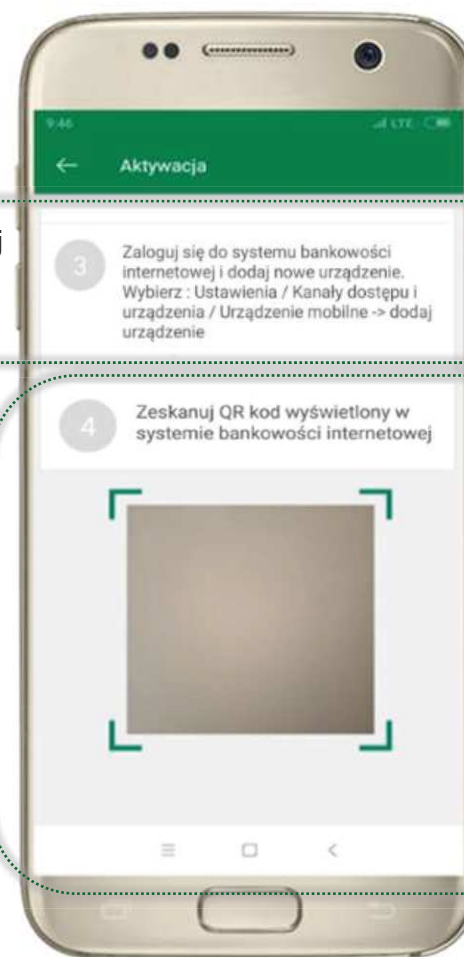 9:46 LTE
Aktywacja
j
3
Zaloguj się do systemu bankowości
internetowej i dodaj nowe urządzenie.
Wybierz : Ustawienia / Kanały dostępu i
urządzenia / Urządzenie mobilne -> dodaj
urządzenie
4
Zeskanuj QR kod wyświetlony w
systemie bankowości internetowej